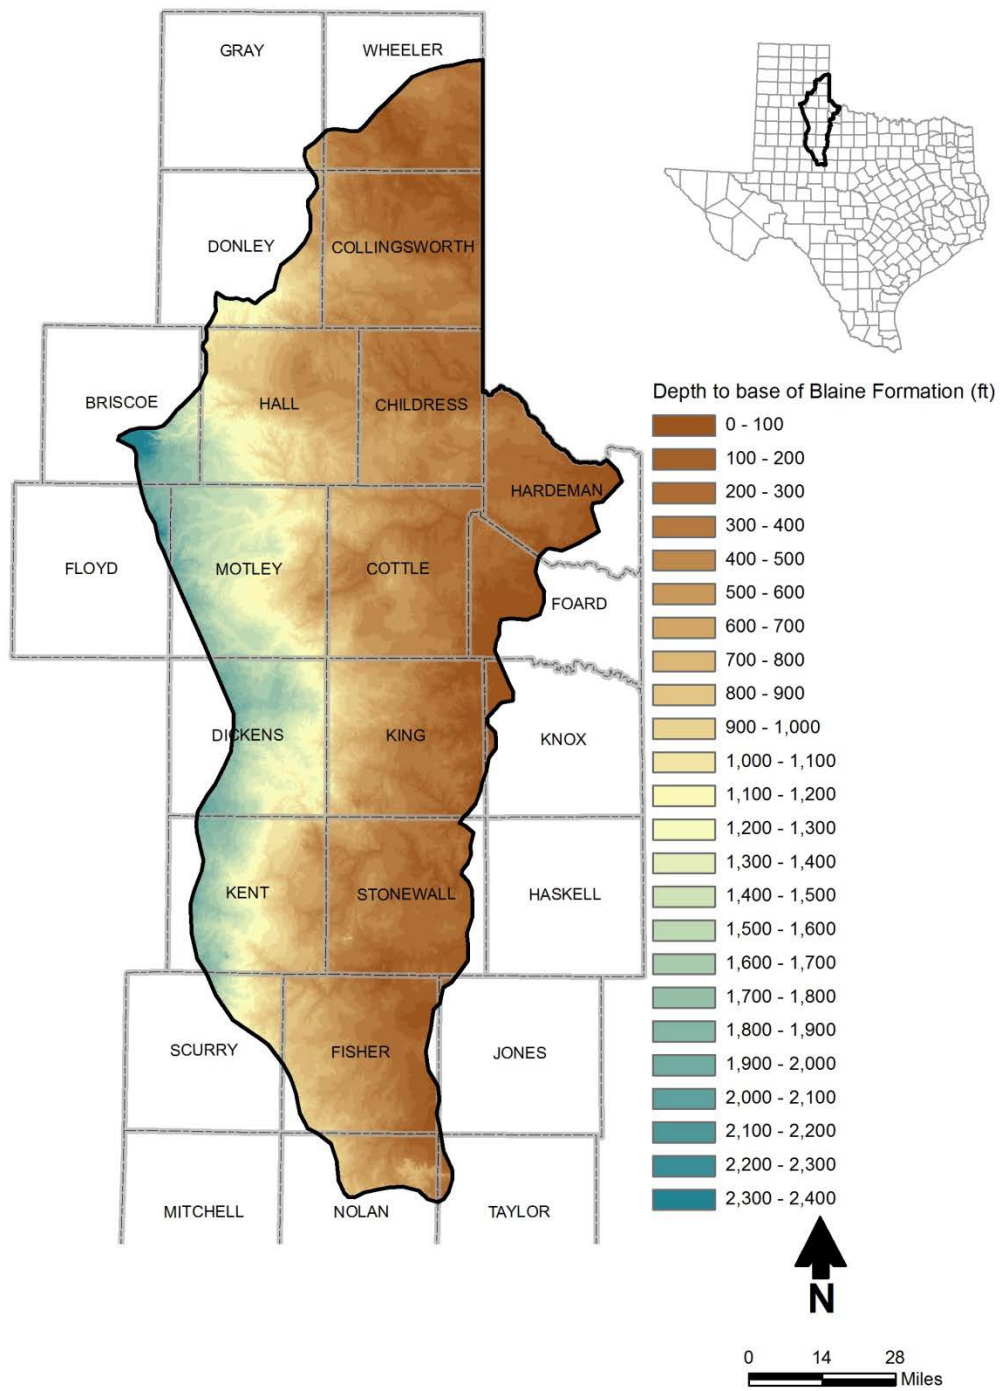 GRAY
WHEELER
DONLEY
COLLINGSWORTH
BRISCOE
HALL
CHILDRESS
HARDEMAN
FLOYD
MOTLEY
COTTLE
FOARD
DICKENS
KING
KNOX
KENT
STONEWALL
HASKELL
SCURRY
FISHER
JONES
MITCHELL
NOLAN
TAYLOR
Depth to base of Blaine Formation (ft)
0 - 100
100 - 200
200 - 300
300 - 400
400 - 500
500 - 600
600 - 700
700 - 800
800 - 900
900 - 1,000
1,000 - 1,100
1,100 - 1,200
1,200 - 1,300
1,300 - 1,400
1,400 - 1,500
1,500 - 1,600
1,600 - 1,700
1,700 - 1,800
1,800 - 1,900
1,900 - 2,000
2,000 - 2,100
2,100 - 2,200
2,200 - 2,300
2,300 - 2,400
N
0 14 28
Miles